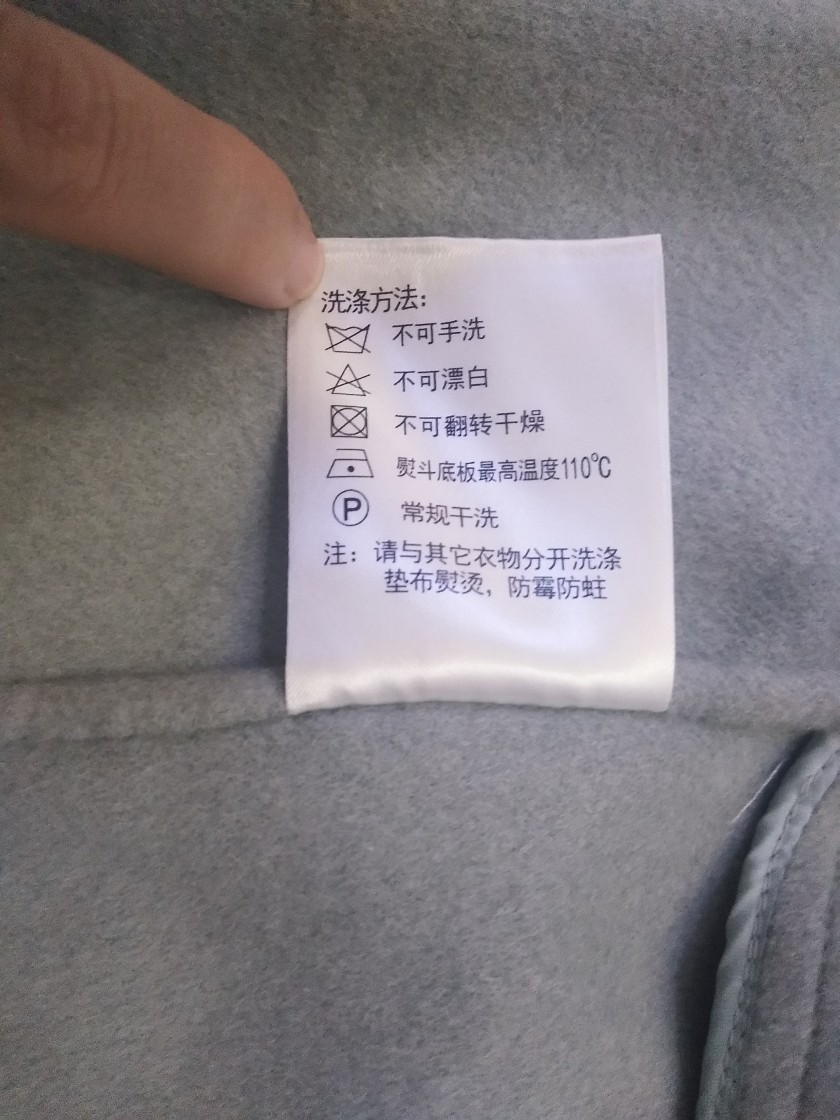 洗涤方法：
不可手洗
不可漂白
不可翻转干燥
熨斗底板最高温度110℃
P 常规干洗
注：请与其它衣物分开洗涤
垫布熨烫，防霉防蛀